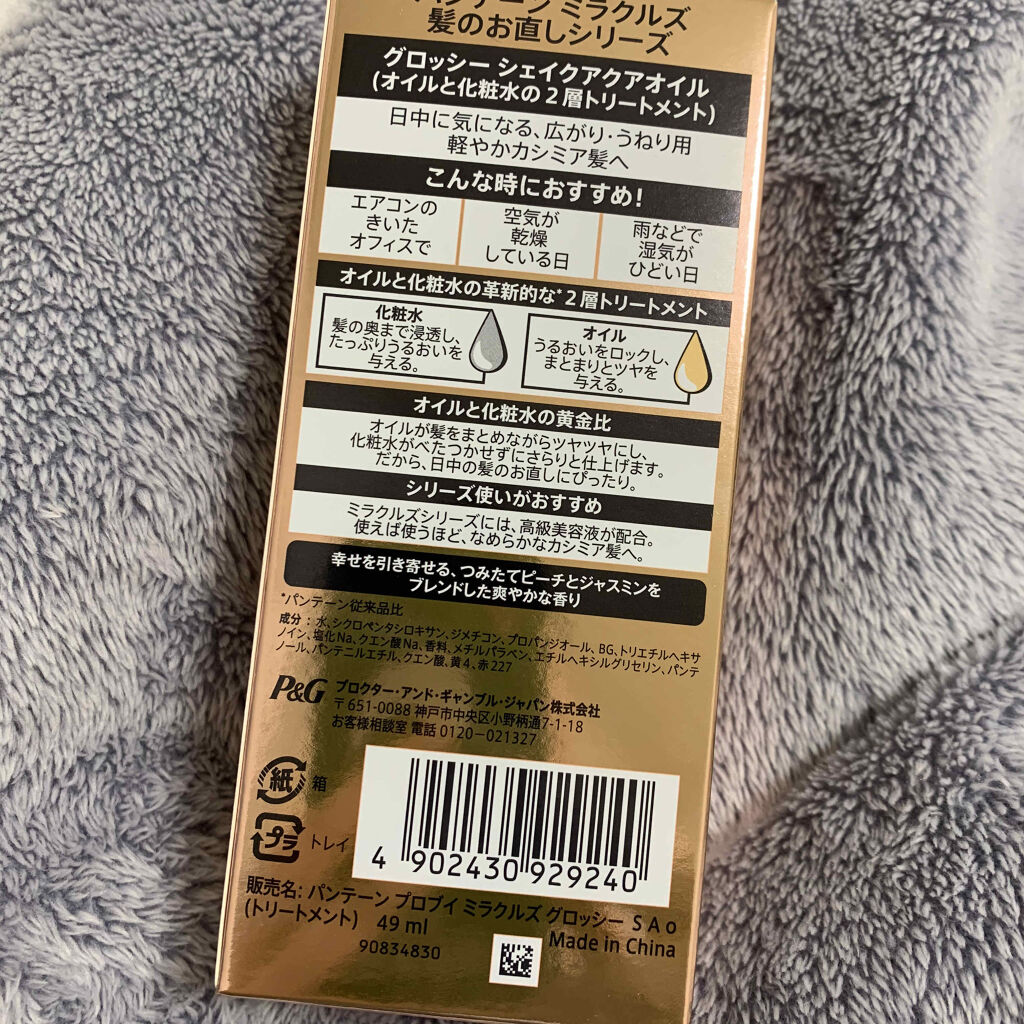 パンテーン ミラクルズ
髪のお直しシリーズ
グロッシー シェイクアクアオイル
(オイルと化粧水の2層トリートメント)
日中に気になる、広がり・うねり用
軽やかカシミア髪へ
こんな時におすすめ!
エアコンの
きいた
オフィスで
空気が
乾燥
している日
雨などで
湿気が
ひどい日
オイルと化粧水の革新的な*2層トリートメント
化粧水
髪の奥まで浸透し、
たっぷりうるおいを
与える。
オイル
うるおいをロックし、
まとまりとツヤを
与える。
オイルと化粧水の黄金比
オイルが髪をまとめながらツヤツヤにし、
化粧水がべたつかせずにさらりと仕上げます。
だから、日中の髪のお直しにぴったり。
シリーズ使いがおすすめ
ミラクルズシリーズには、高級美容液が配合。
使えば使うほど、なめらかなカシミア髪へ。
幸せを引き寄せる、つみたてピーチとジャスミンを
ブレンドした爽やかな香り
*パンテーン従来品比
成分:水、シクロペンタシロキサン、ジメチコン、プロパンジオール、BG、トリエチルヘキサ
ノイン、塩化Na、クエン酸Na、香料、メチルパラベン、エチルヘキシルグリセリン、パンテ
ノール、パンテニルエチル、クエン酸、黄4、赤227
P&G プロクター・アンド・ギャンブル・ジャパン株式会社
〒651-0088 神戸市中央区小野柄通7-1-18
お客様相談室 電話 0120-021327
紙 箱
プラ トレイ
4 902430 929240
販売名: パンテーン プロブイ ミラクルズ グロッシー S A o
(トリートメント) 49 ml
Made in China
90834830